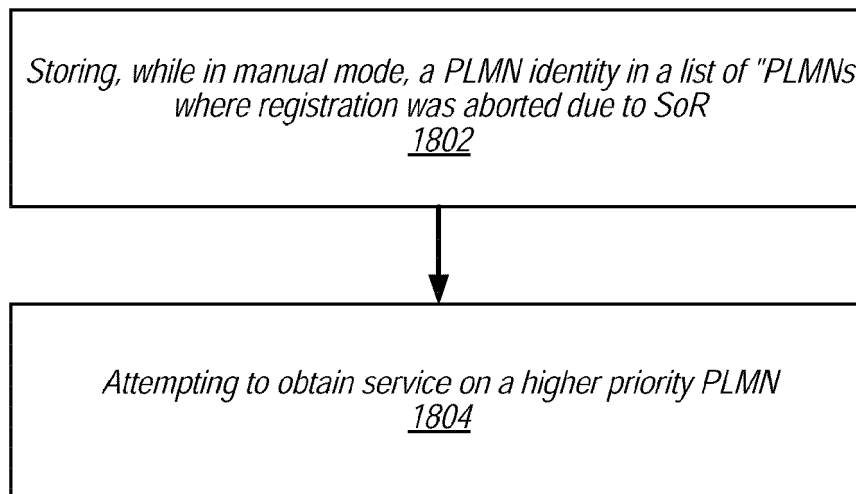 Storing, while in manual mode, a PLMN identity in a list of "PLMNs
where registration was aborted due to SoR
1802
Attempting to obtain service on a higher priority PLMN
1804